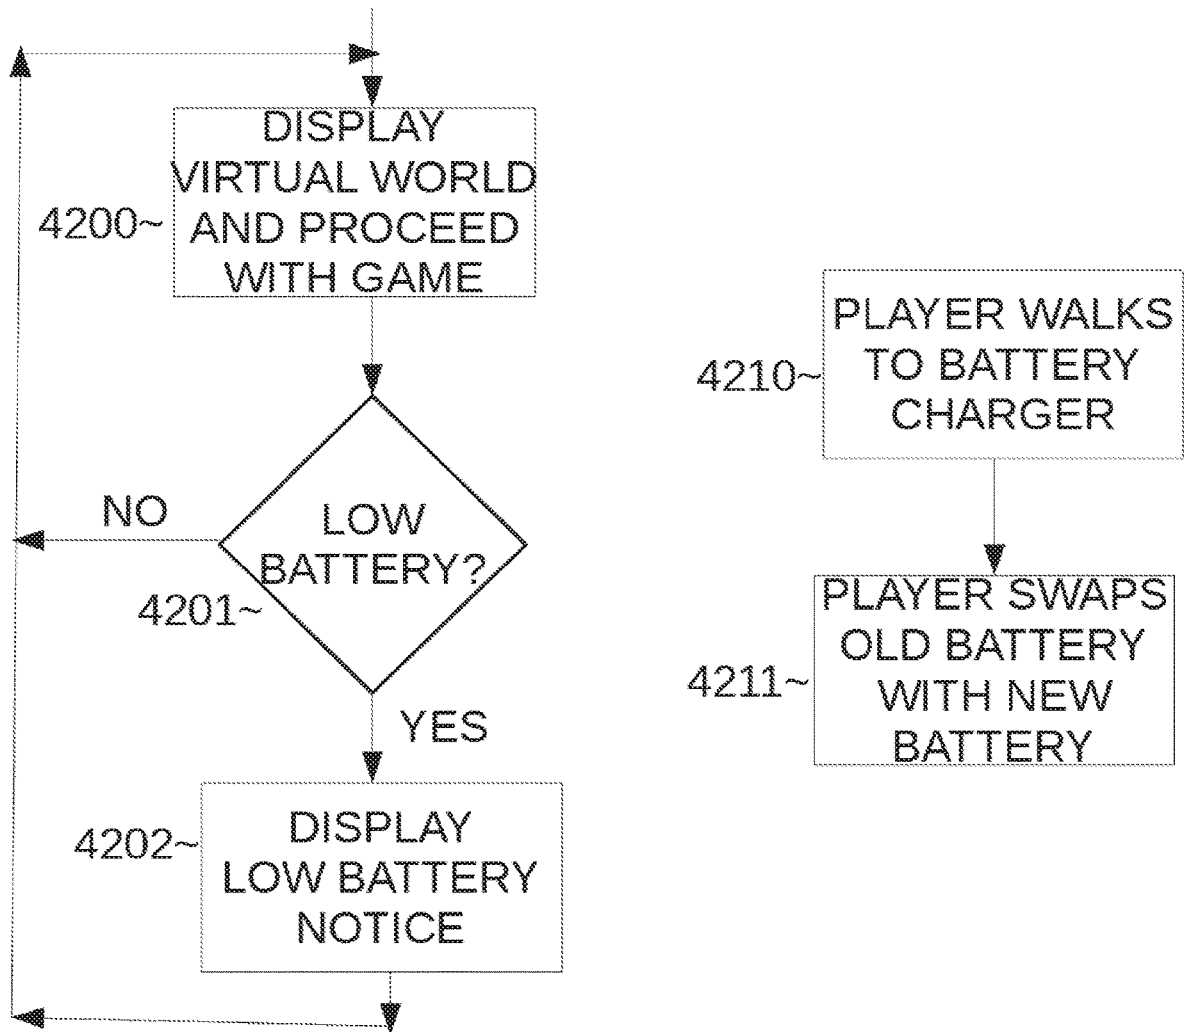 DISPLAY
VIRTUAL WORLD
AND PROCEED
WITH GAME
4200~
LOW
BATTERY?
4201~
NO
YES
DISPLAY
LOW BATTERY
NOTICE
4202~
PLAYER WALKS
TO BATTERY
CHARGER
4210~
PLAYER SWAPS
OLD BATTERY
WITH NEW
BATTERY
4211~